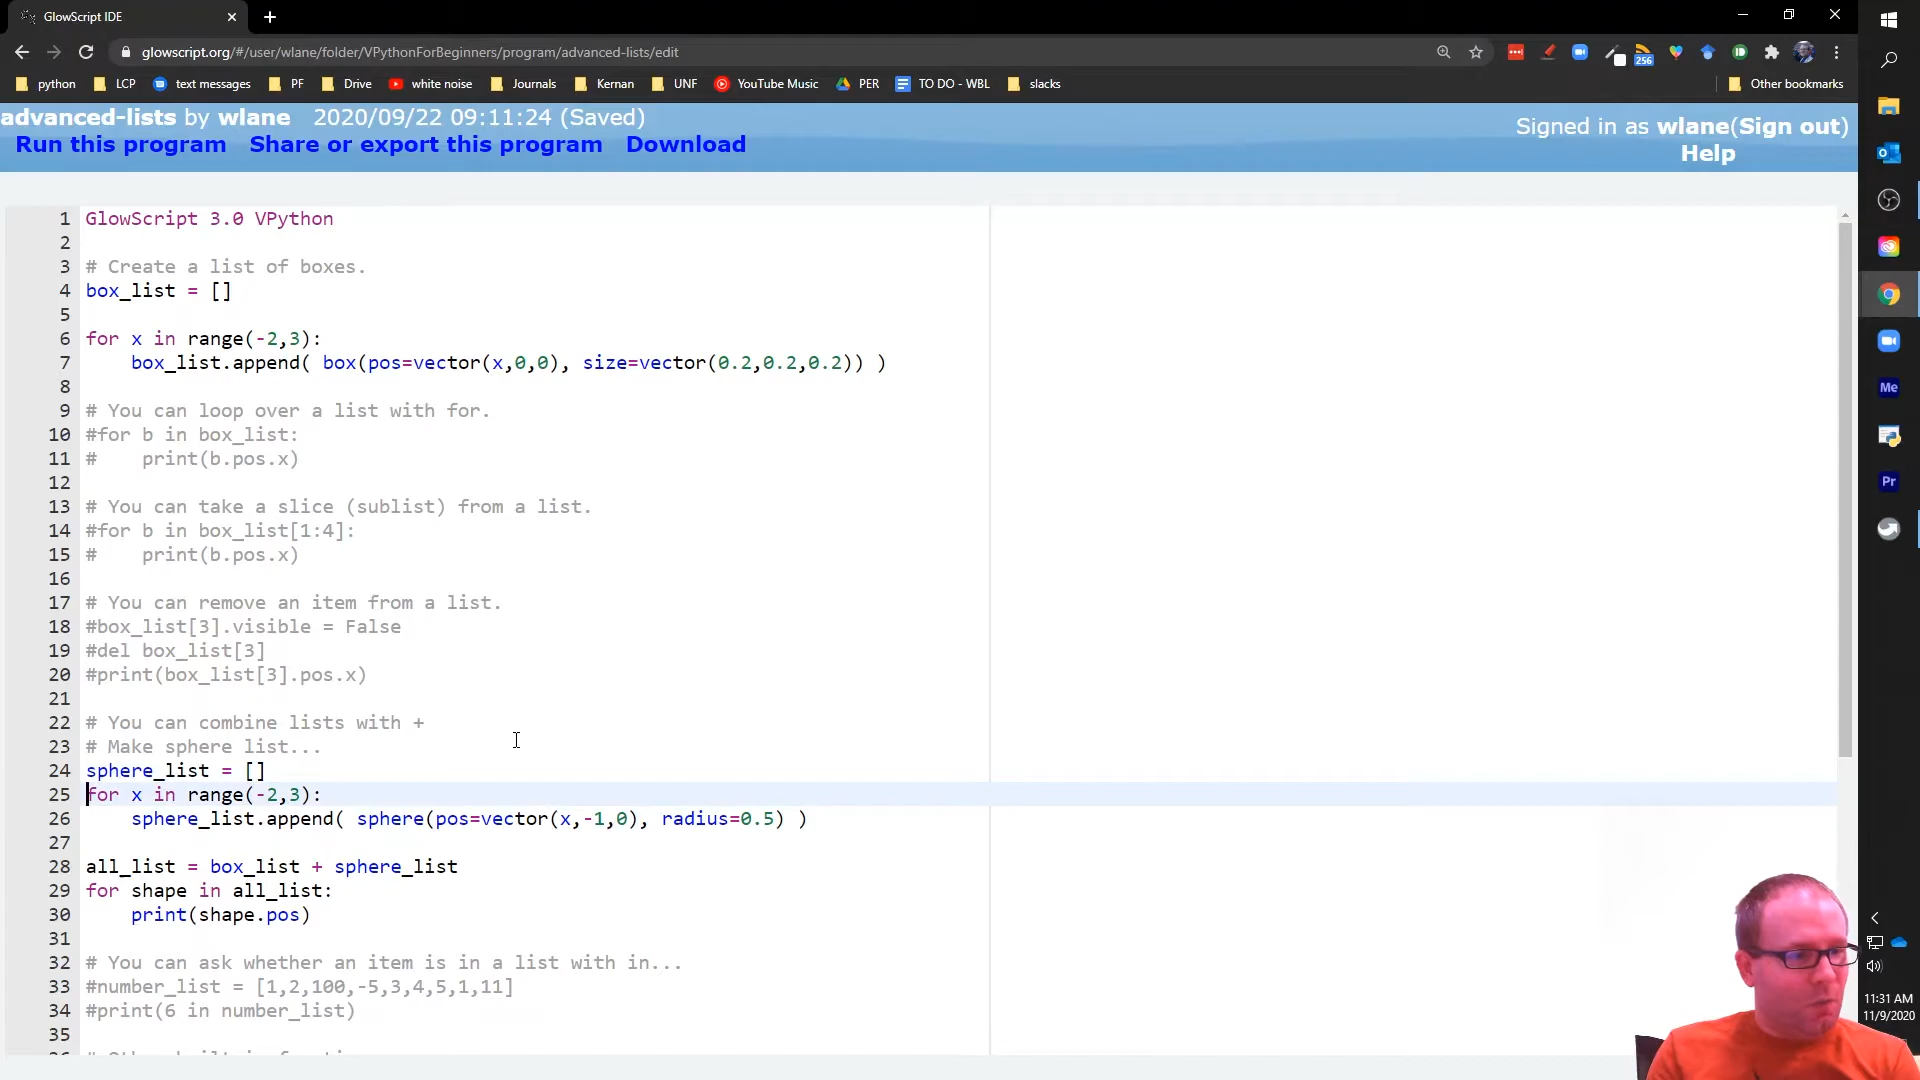 GlowScript IDE
glowscript.org/#/user/wlane/folder/VPythonForBeginners/program/advanced-lists/edit
256
python LCP text messages PF Drive white noise Journals Kernan UNF YouTube Music PER TO DO - WBL slacks Other bookmarks
advanced-lists by wlane 2020/09/22 09:11:24 (Saved)
Signed in as wlane(Sign out)
Run this program Share or export this program Download
Help
1 GlowScript 3.0 VPython
2
3 # Create a list of boxes.
4 box_list = []
5
6 for x in range(-2,3):
7     box_list.append( box(pos=vector(x,0,0), size=vector(0.2,0.2,0.2)) )
8
9 # You can loop over a list with for.
10 #for b in box_list:
11 #    print(b.pos.x)
12
13 # You can take a slice (sublist) from a list.
14 #for b in box_list[1:4]:
15 #    print(b.pos.x)
16
17 # You can remove an item from a list.
18 #box_list[3].visible = False
19 #del box_list[3]
20 #print(box_list[3].pos.x)
21
22 # You can combine lists with +
23 # Make sphere list...
24 sphere_list = []
25 for x in range(-2,3):
26     sphere_list.append( sphere(pos=vector(x,-1,0), radius=0.5) )
27
28 all_list = box_list + sphere_list
29 for shape in all_list:
30     print(shape.pos)
31
32 # You can ask whether an item is in a list with in...
33 #number_list = [1,2,100,-5,3,4,5,1,11]
34 #print(6 in number_list)
35
Me
Pr
11:31 AM
11/9/2020